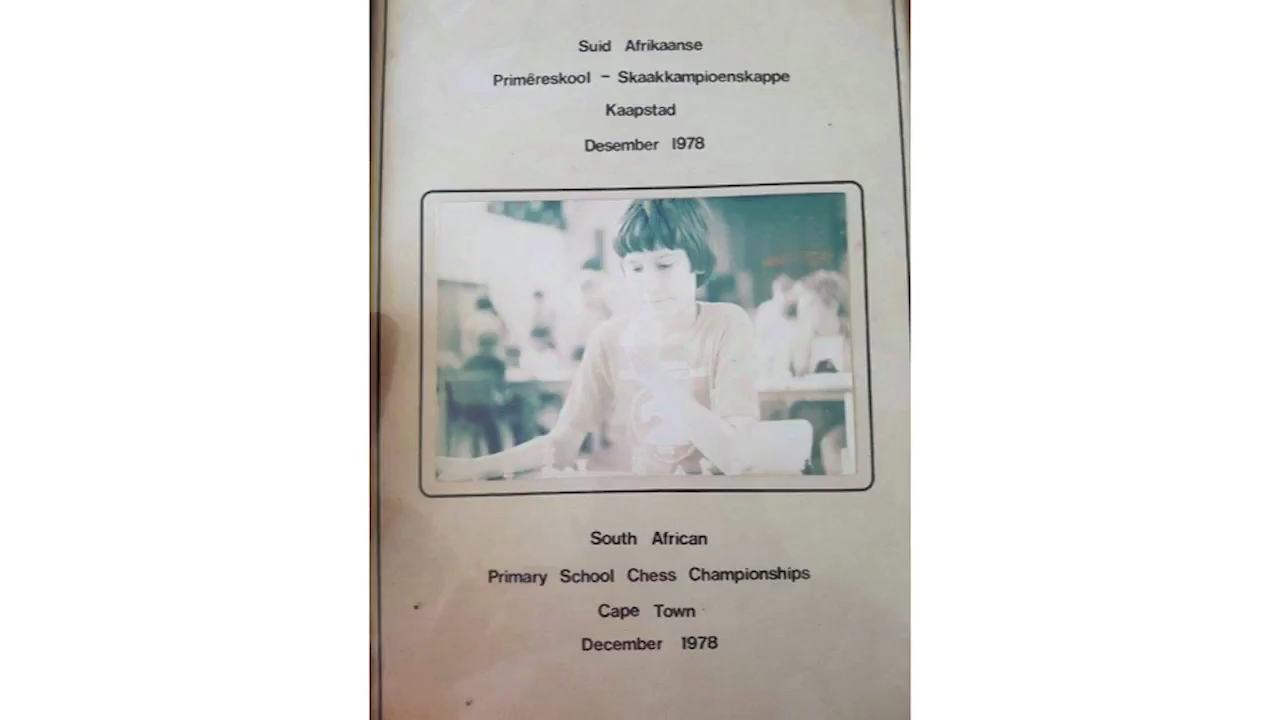 Suid Afrikaanse
Primêreskool - Skaakkampioenskappe
Kaapstad
Desember 1978
South African
Primary School Chess Championships
Cape Town
December 1978